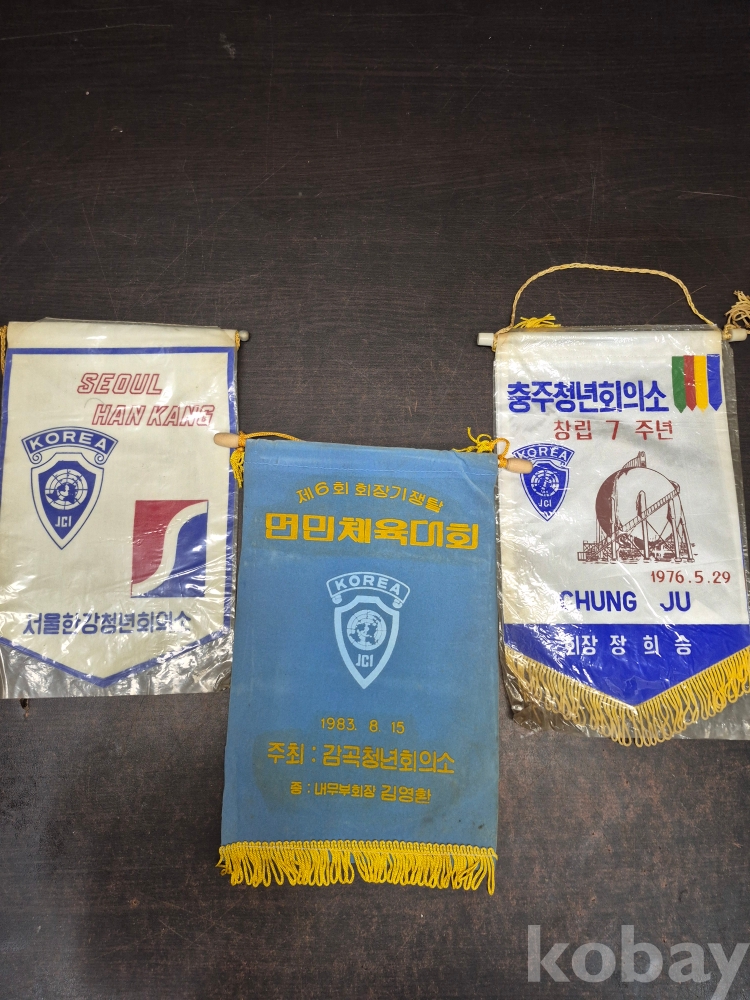 SEOUL
HAN KANG
KOREA
JCI
서울한강청년회의소
제6회 회장기쟁탈
면민체육대회
KOREA
JCI
1983. 8 15
주최 : 감곡청년회의소
증 : 내무부회장 김영환
충주청년회의소
창립 7 주년
KOREA
JCI
1976.5.29
CHUNG JU
회장 장 희 승
kobay